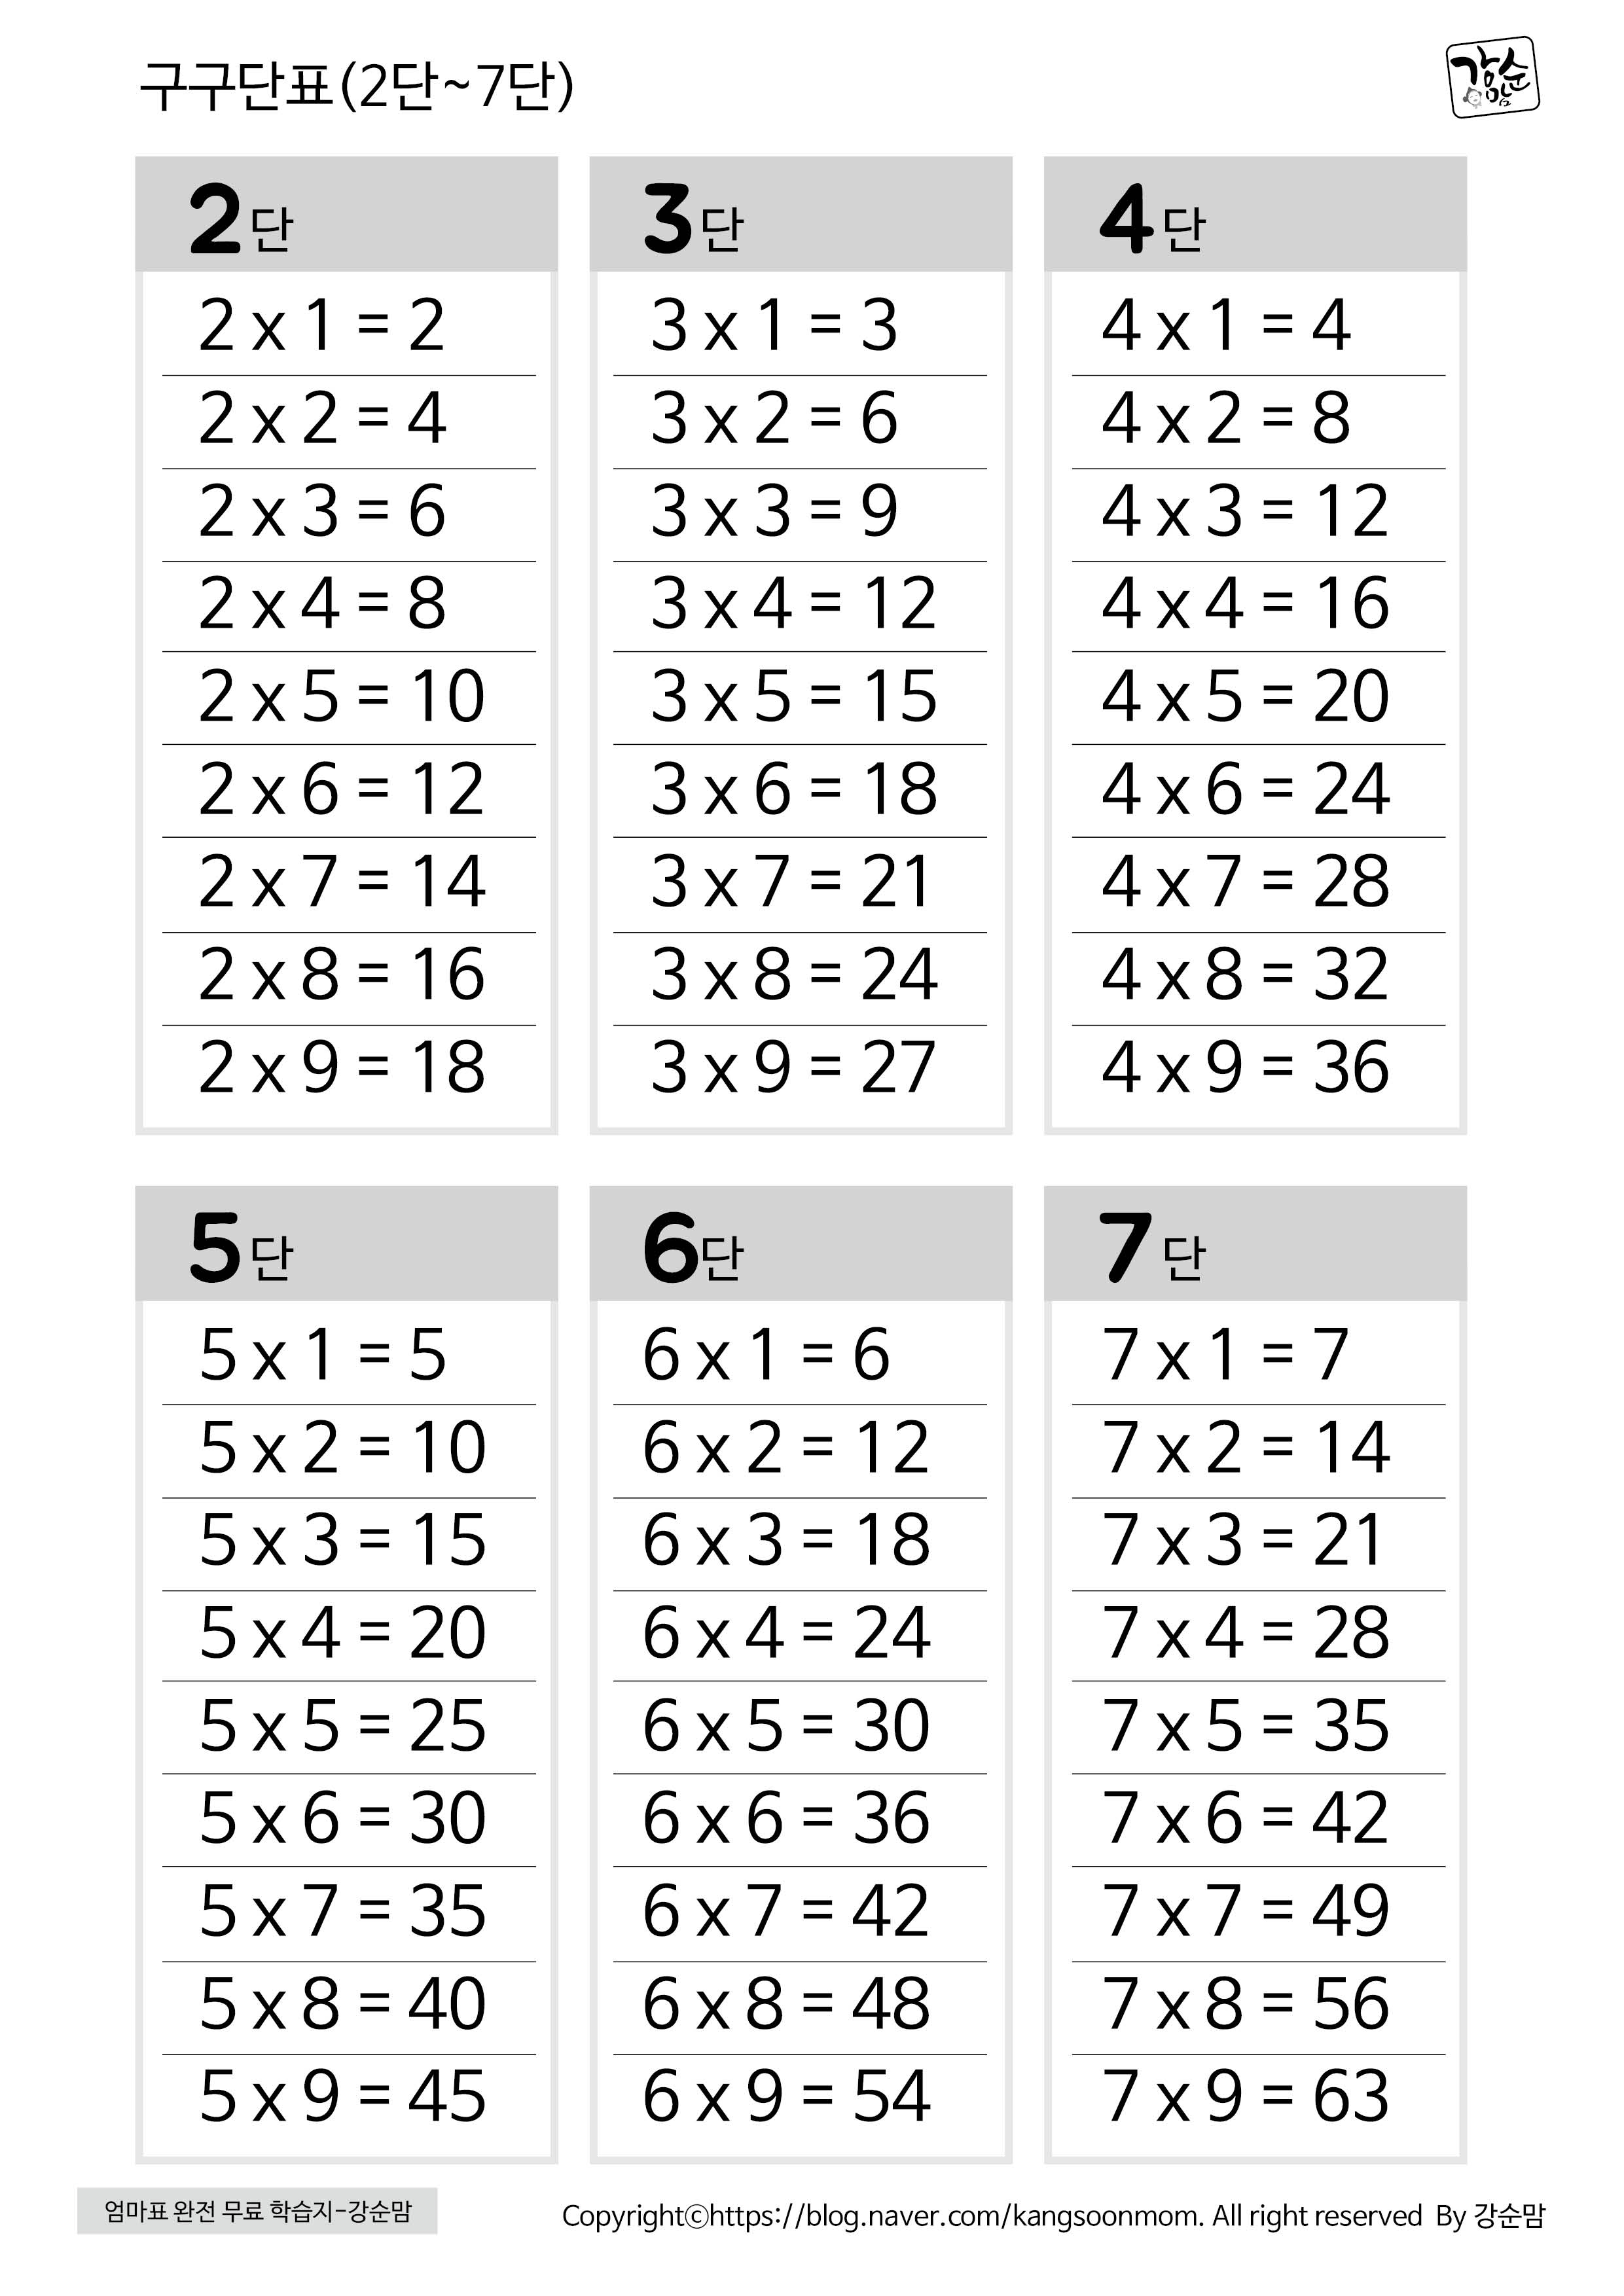 구구단표(2단~7단)
강순맘
2단
2 x 1 = 2
2 x 2 = 4
2 x 3 = 6
2 x 4 = 8
2 x 5 = 10
2 x 6 = 12
2 x 7 = 14
2 x 8 = 16
2 x 9 = 18
3단
3 x 1 = 3
3 x 2 = 6
3 x 3 = 9
3 x 4 = 12
3 x 5 = 15
3 x 6 = 18
3 x 7 = 21
3 x 8 = 24
3 x 9 = 27
4단
4 x 1 = 4
4 x 2 = 8
4 x 3 = 12
4 x 4 = 16
4 x 5 = 20
4 x 6 = 24
4 x 7 = 28
4 x 8 = 32
4 x 9 = 36
5단
5 x 1 = 5
5 x 2 = 10
5 x 3 = 15
5 x 4 = 20
5 x 5 = 25
5 x 6 = 30
5 x 7 = 35
5 x 8 = 40
5 x 9 = 45
6단
6 x 1 = 6
6 x 2 = 12
6 x 3 = 18
6 x 4 = 24
6 x 5 = 30
6 x 6 = 36
6 x 7 = 42
6 x 8 = 48
6 x 9 = 54
7단
7 x 1 = 7
7 x 2 = 14
7 x 3 = 21
7 x 4 = 28
7 x 5 = 35
7 x 6 = 42
7 x 7 = 49
7 x 8 = 56
7 x 9 = 63
엄마표 완전 무료 학습지-강순맘
Copyrightⓒhttps://blog.naver.com/kangsoonmom. All right reserved By 강순맘